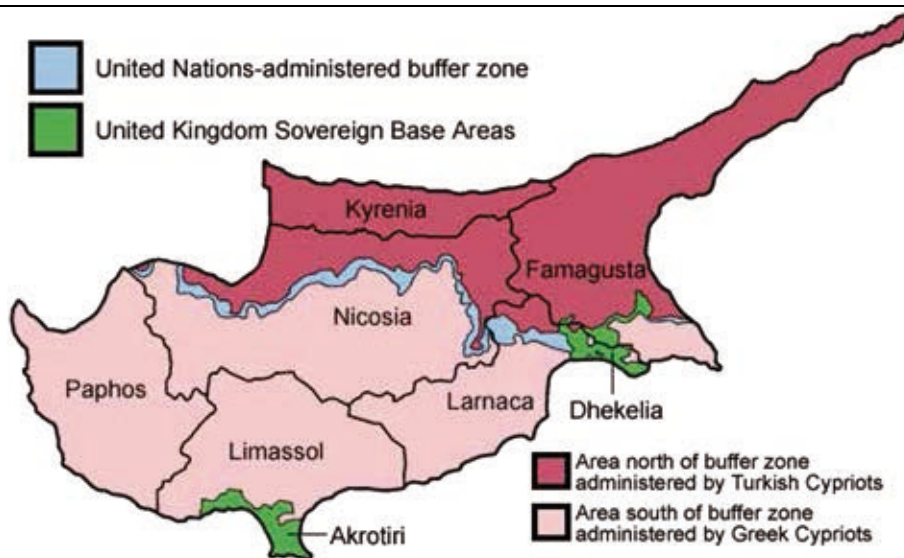 United Nations-administered buffer zone
United Kingdom Sovereign Base Areas
Kyrenia
Famagusta
Nicosia
Paphos
Larnaca
Dhekelia
Limassol
Akrotiri
Area north of buffer zone
administered by Turkish Cypriots
Area south of buffer zone
administered by Greek Cypriots